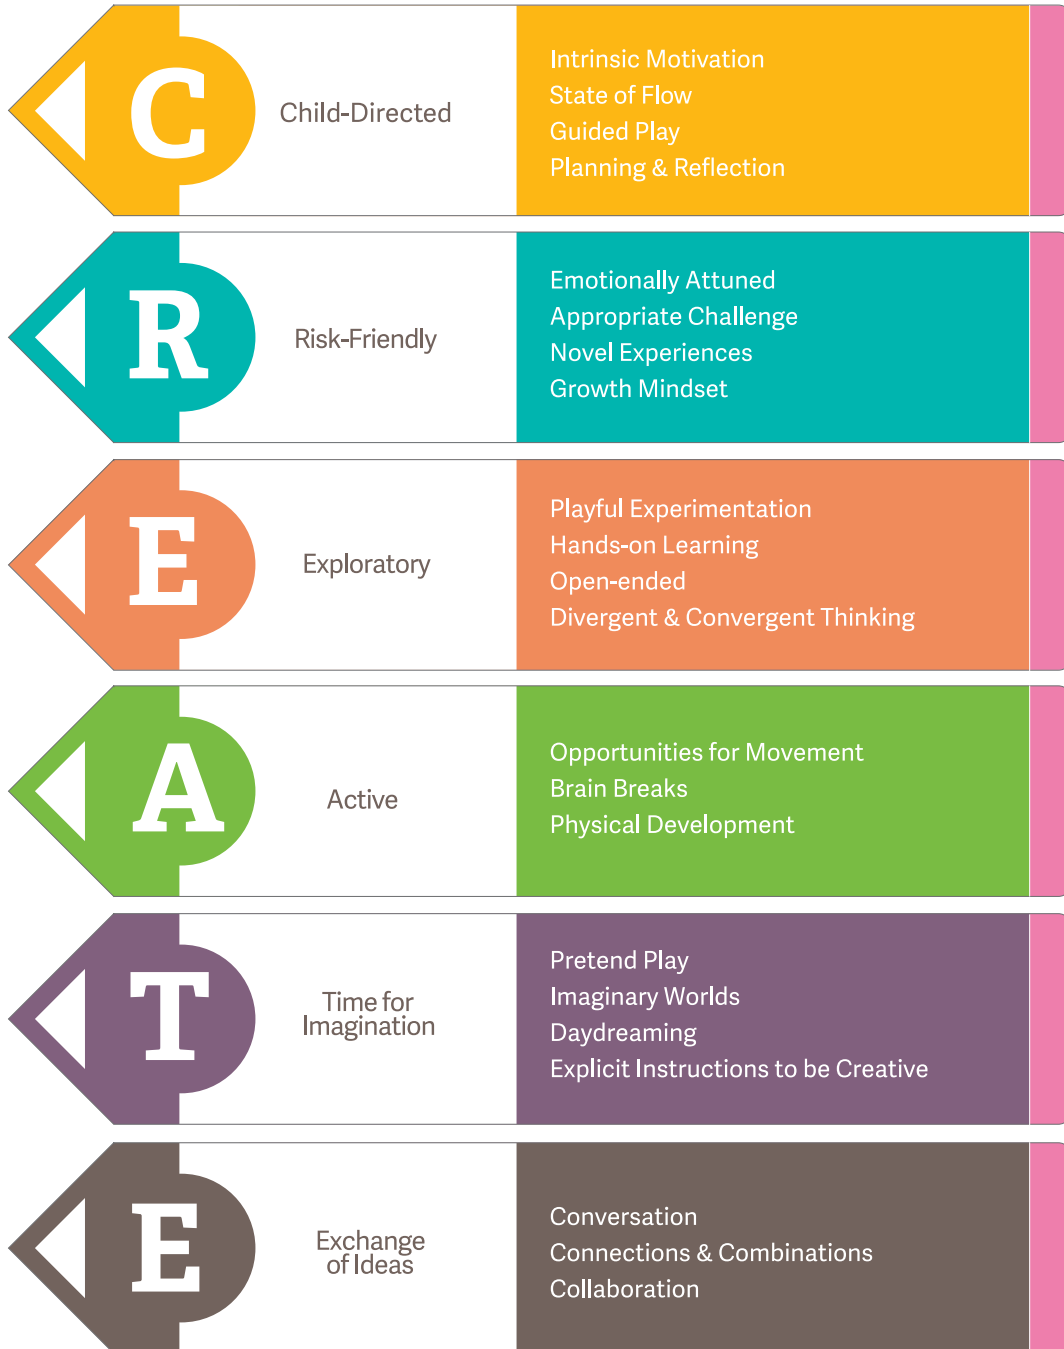 C
Child-Directed
Intrinsic Motivation
State of Flow
Guided Play
Planning & Reflection
R
Risk-Friendly
Emotionally Attuned
Appropriate Challenge
Novel Experiences
Growth Mindset
E
Exploratory
Playful Experimentation
Hands-on Learning
Open-ended
Divergent & Convergent Thinking
A
Active
Opportunities for Movement
Brain Breaks
Physical Development
T
Time for
Imagination
Pretend Play
Imaginary Worlds
Daydreaming
Explicit Instructions to be Creative
E
Exchange
of Ideas
Conversation
Connections & Combinations
Collaboration